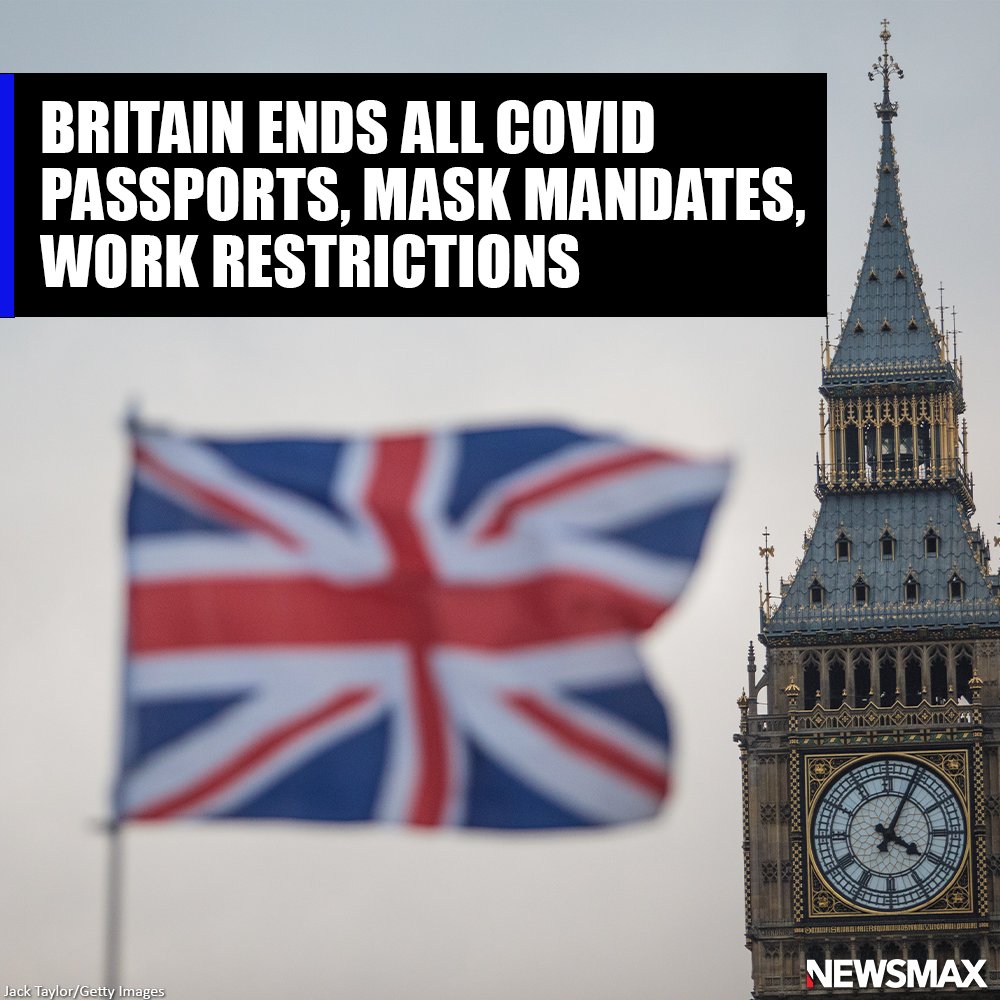 BRITAIN ENDS ALL COVID
PASSPORTS, MASK MANDATES,
WORK RESTRICTIONS
NEWSMAX
Jack Taylor/Getty Images